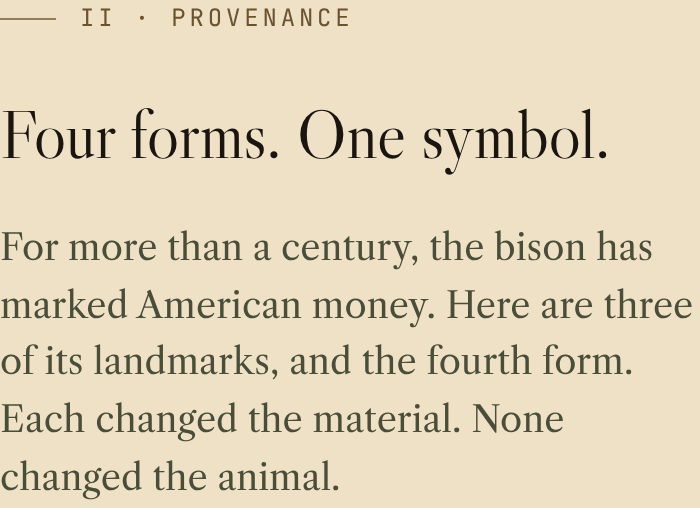 II · PROVENANCE
Four forms. One symbol.
For more than a century, the bison has
marked American money. Here are three
of its landmarks, and the fourth form.
Each changed the material. None
changed the animal.